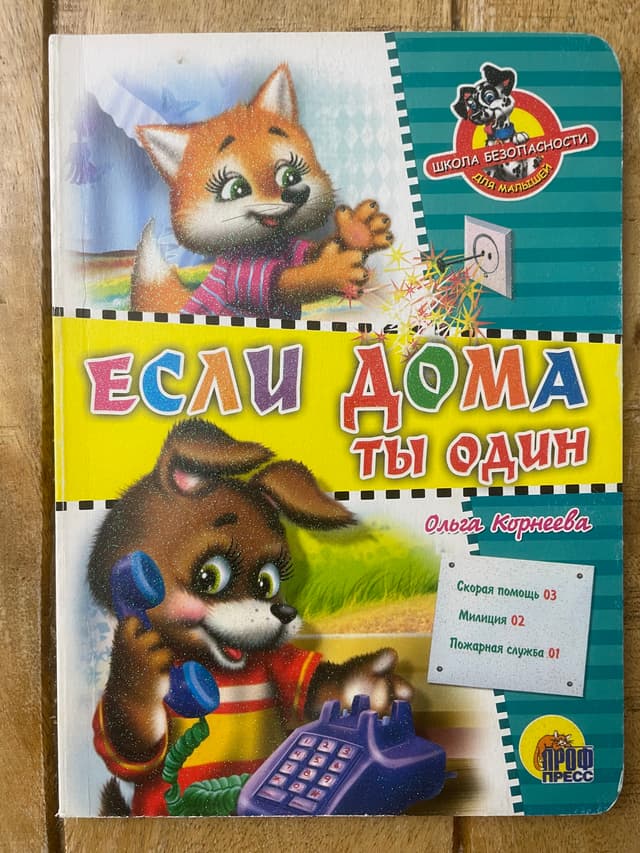 ШКОЛА БЕЗОПАСНОСТИ
ДЛЯ МАЛЫШЕЙ
ЕСЛИ ДОМА
ТЫ ОДИН
Ольга Корнеева
Скорая помощь 03
Милиция 02
Пожарная служба 01
ПРОФ
ПРЕСС